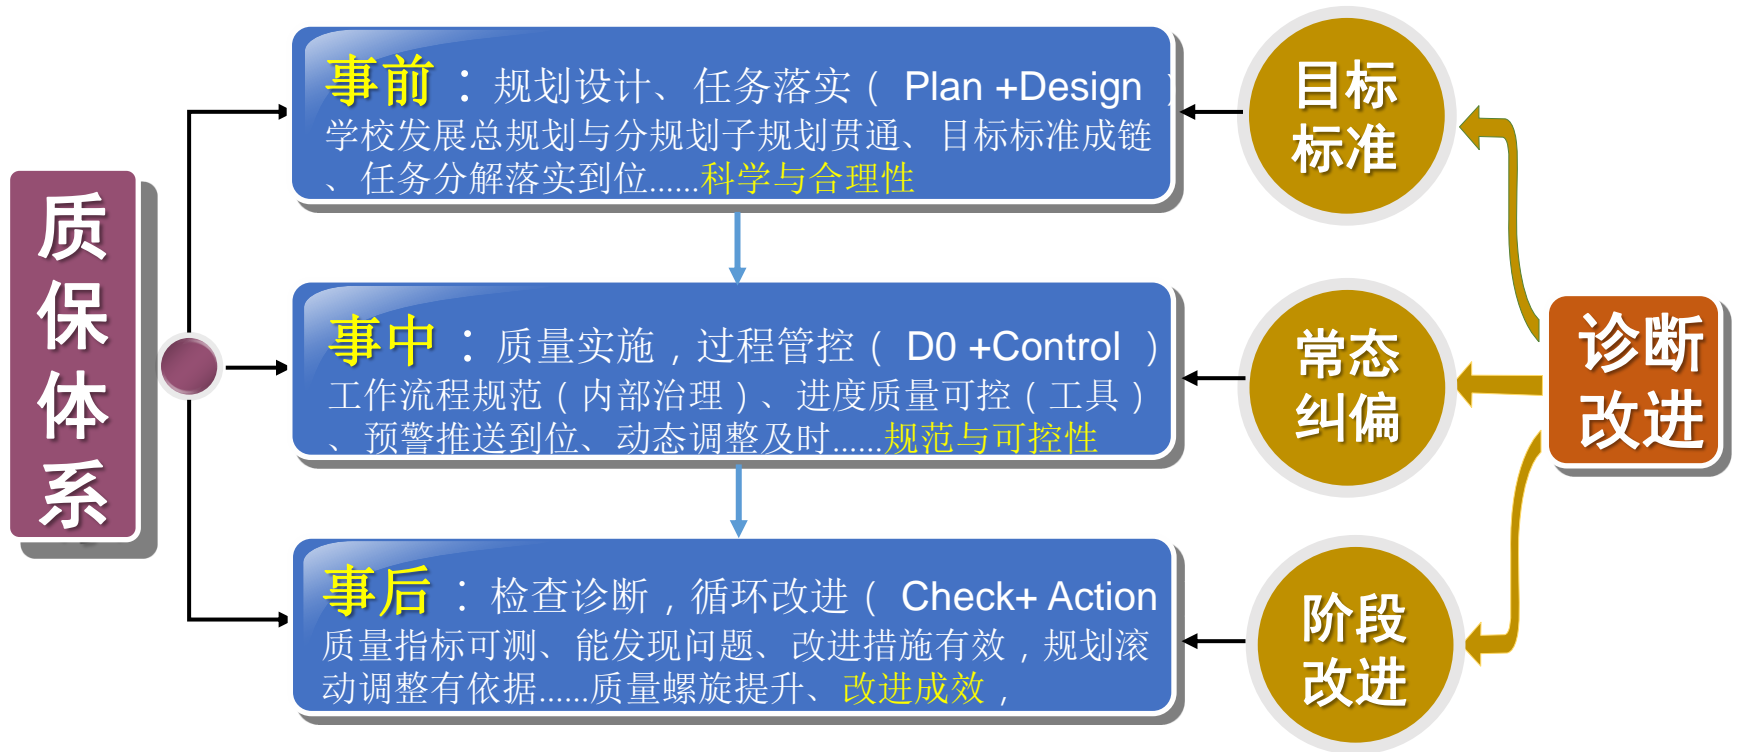 质保体系
事前：规划设计、任务落实（ Plan +Design ）
学校发展总规划与分规划子规划贯通、目标标准成链
、任务分解落实到位......科学与合理性
目标
标准
事中：质量实施，过程管控（ D0 +Control ）
工作流程规范（内部治理）、进度质量可控（工具）
、预警推送到位、动态调整及时......规范与可控性
常态
纠偏
诊断
改进
事后：检查诊断，循环改进（ Check+ Action
质量指标可测、能发现问题、改进措施有效，规划滚
动调整有依据......质量螺旋提升、改进成效，
阶段
改进